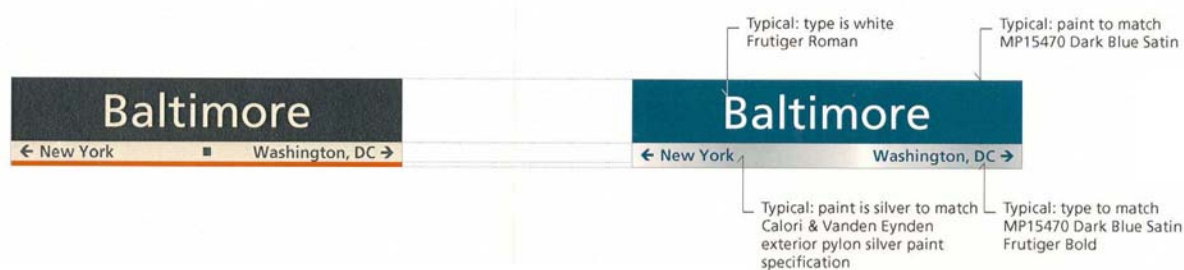 Typical: type is white
Frutiger Roman
Typical: paint to match
MP15470 Dark Blue Satin
Baltimore
← New York ■ Washington, DC →
Baltimore
← New York Washington, DC →
Typical: paint is silver to match
Calori & Vanden Eynden
exterior pylon silver paint
specification
Typical: type to match
MP15470 Dark Blue Satin
Frutiger Bold